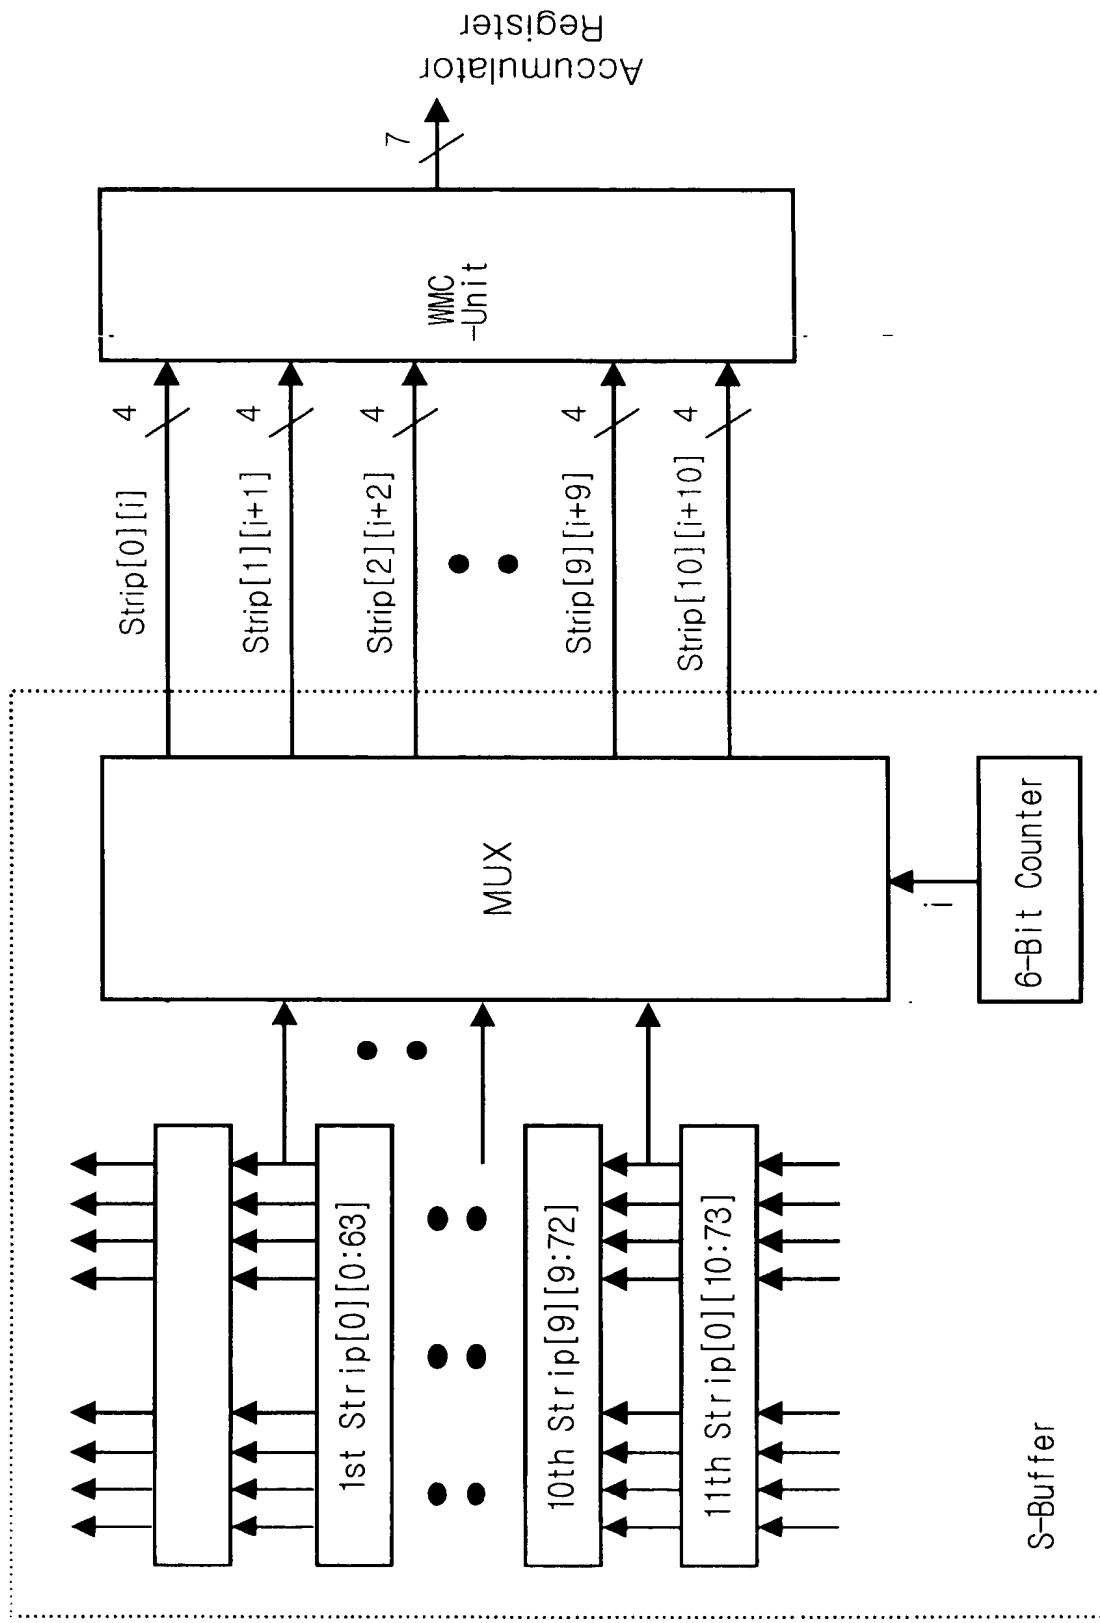 1st Strip[0][0:63]
10th Strip[9][9:72]
11th Strip[0][10:73]
S-Buffer
MUX
i
6-Bit Counter
Strip[0][i]
4
Strip[1][i+1]
4
Strip[2][i+2]
4
Strip[9][i+9]
4
Strip[10][i+10]
4
WMC
-Unit
7
Accumulator
Register